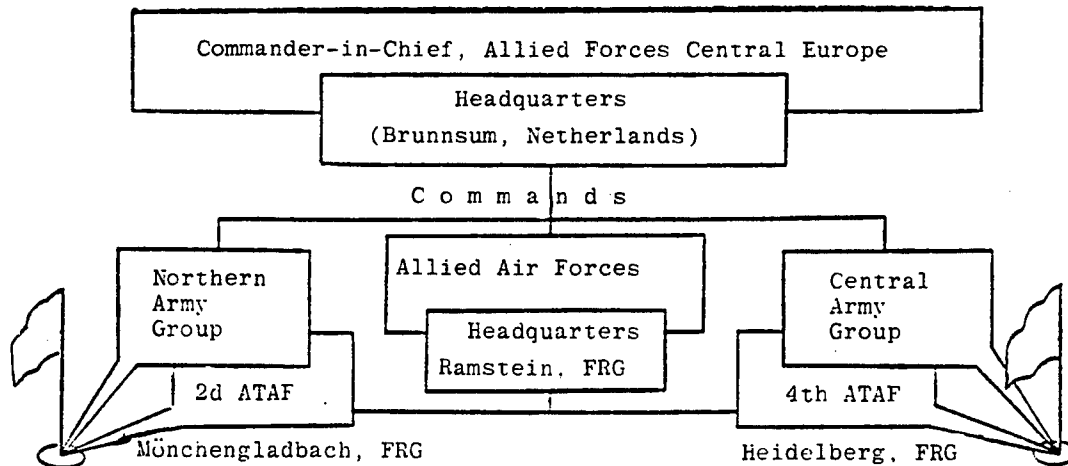 Commander-in-Chief, Allied Forces Central Europe
Headquarters
(Brunnsum, Netherlands)
Commands
Northern
Army
Group
Allied Air Forces
Headquarters
Ramstein, FRG
Central
Army
Group
2d ATAF
4th ATAF
Mönchengladbach, FRG
Heidelberg, FRG